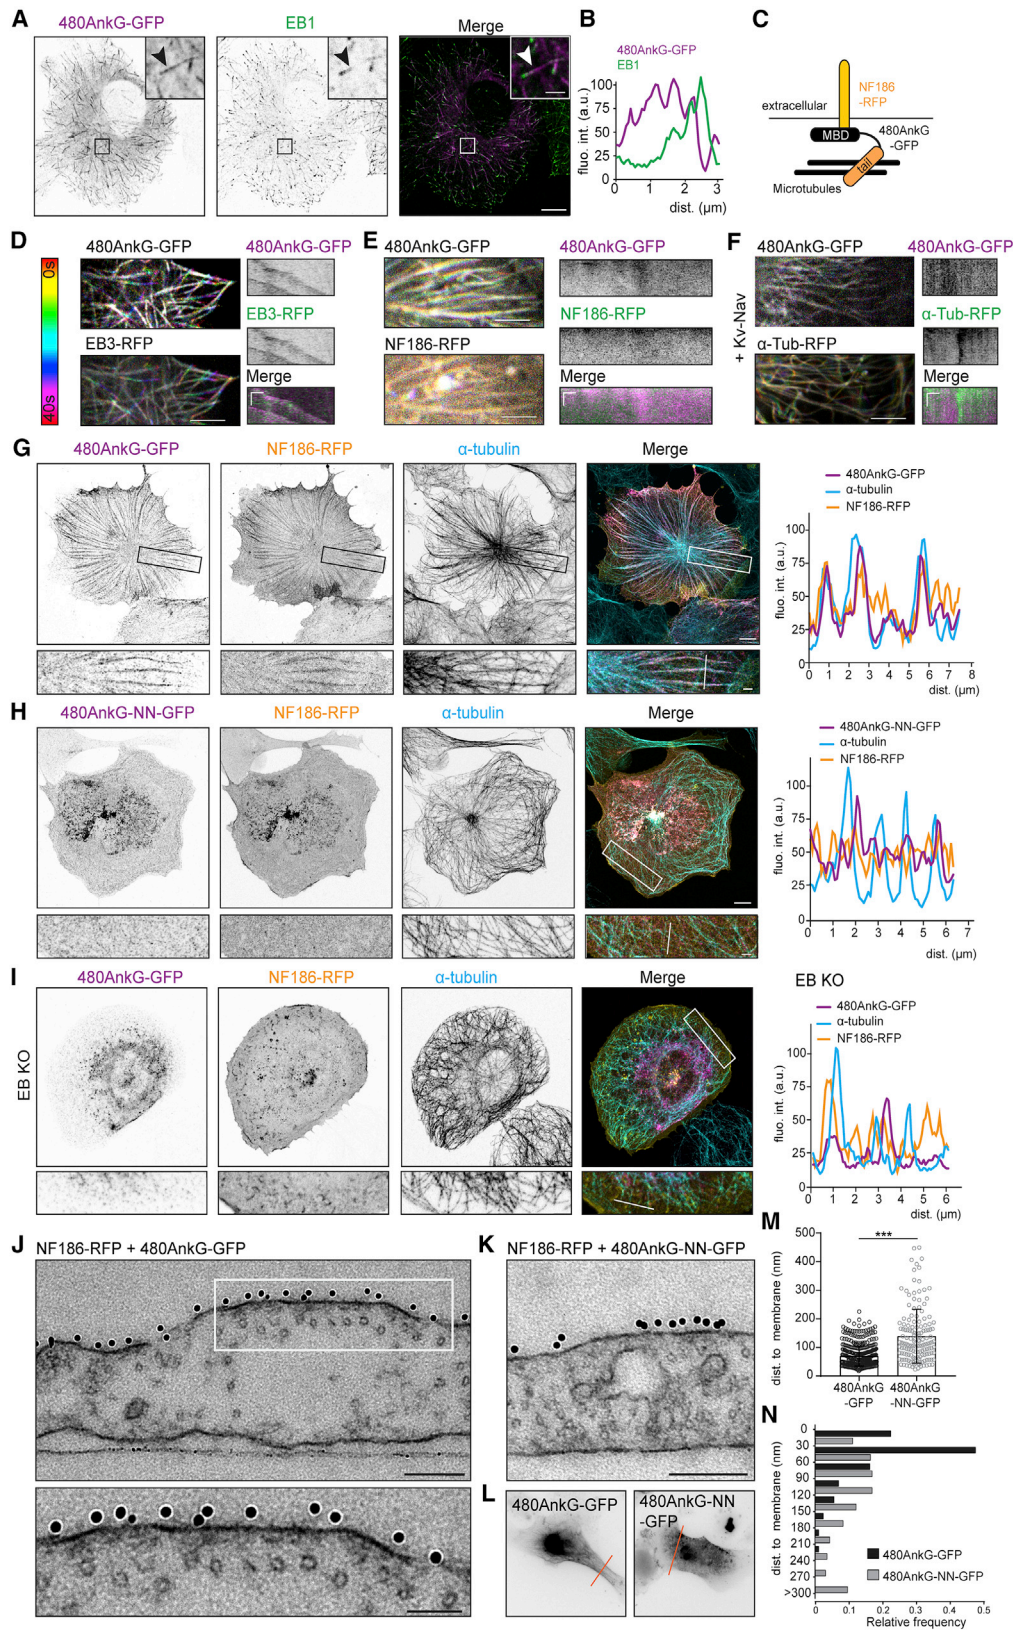 A
480AnkG-GFP
EB1
Merge
B
480AnkG-GFP
EB1
fluo. int. (a.u.)
100
75
50
25
0
0 1 2 3
dist. (µm)
C
extracellular
NF186
-RFP
MBD
480AnkG
-GFP
tail
Microtubules
D
0s
40s
480AnkG-GFP
EB3-RFP
480AnkG-GFP
EB3-RFP
Merge
E
480AnkG-GFP
NF186-RFP
480AnkG-GFP
NF186-RFP
Merge
F
+ Kv-Nav
480AnkG-GFP
α-Tub-RFP
480AnkG-GFP
α-Tub-RFP
Merge
G
480AnkG-GFP
NF186-RFP
α-tubulin
Merge
480AnkG-GFP
α-tubulin
NF186-RFP
fluo. int. (a.u.)
100
75
50
25
0
0 1 2 3 4 5 6 7 8
dist. (µm)
H
480AnkG-NN-GFP
NF186-RFP
α-tubulin
Merge
480AnkG-NN-GFP
α-tubulin
NF186-RFP
fluo. int. (a.u.)
100
75
50
25
0
0 1 2 3 4 5 6 7
dist. (µm)
I
EB KO
480AnkG-GFP
NF186-RFP
α-tubulin
Merge
EB KO
480AnkG-GFP
α-tubulin
NF186-RFP
fluo. int. (a.u.)
100
75
50
25
0
0 1 2 3 4 5 6
dist. (µm)
J
NF186-RFP + 480AnkG-GFP
K
NF186-RFP + 480AnkG-NN-GFP
L
480AnkG-GFP
480AnkG-NN
-GFP
M
dist. to membrane (nm)
500
400
300
200
100
0
***
480AnkG
-GFP
480AnkG
-NN-GFP
N
dist. to membrane (nm)
0
30
60
90
120
150
180
210
240
270
>300
480AnkG-GFP
480AnkG-NN-GFP
0 0.1 0.2 0.3 0.4 0.5
Relative frequency